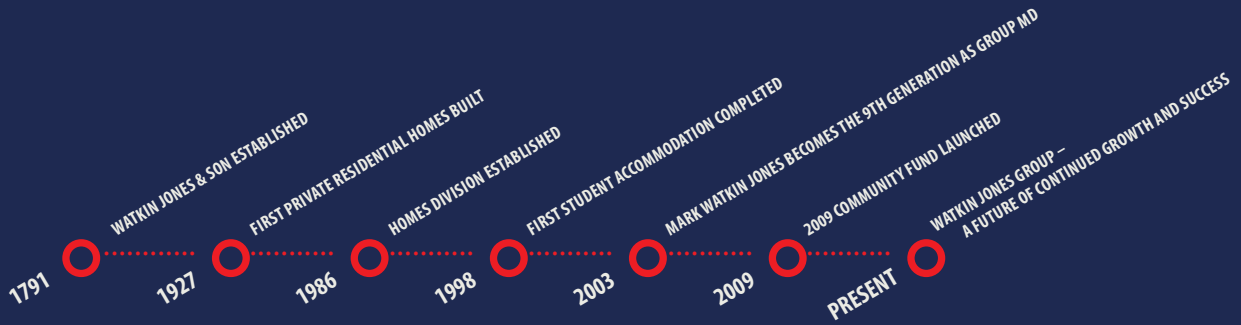 1791
WATKIN JONES & SON ESTABLISHED
1927
FIRST PRIVATE RESIDENTIAL HOMES BUILT
1986
HOMES DIVISION ESTABLISHED
1998
FIRST STUDENT ACCOMMODATION COMPLETED
2003
MARK WATKIN JONES BECOMES THE 9TH GENERATION AS GROUP MD
2009
2009 COMMUNITY FUND LAUNCHED
PRESENT
WATKIN JONES GROUP –
A FUTURE OF CONTINUED GROWTH AND SUCCESS